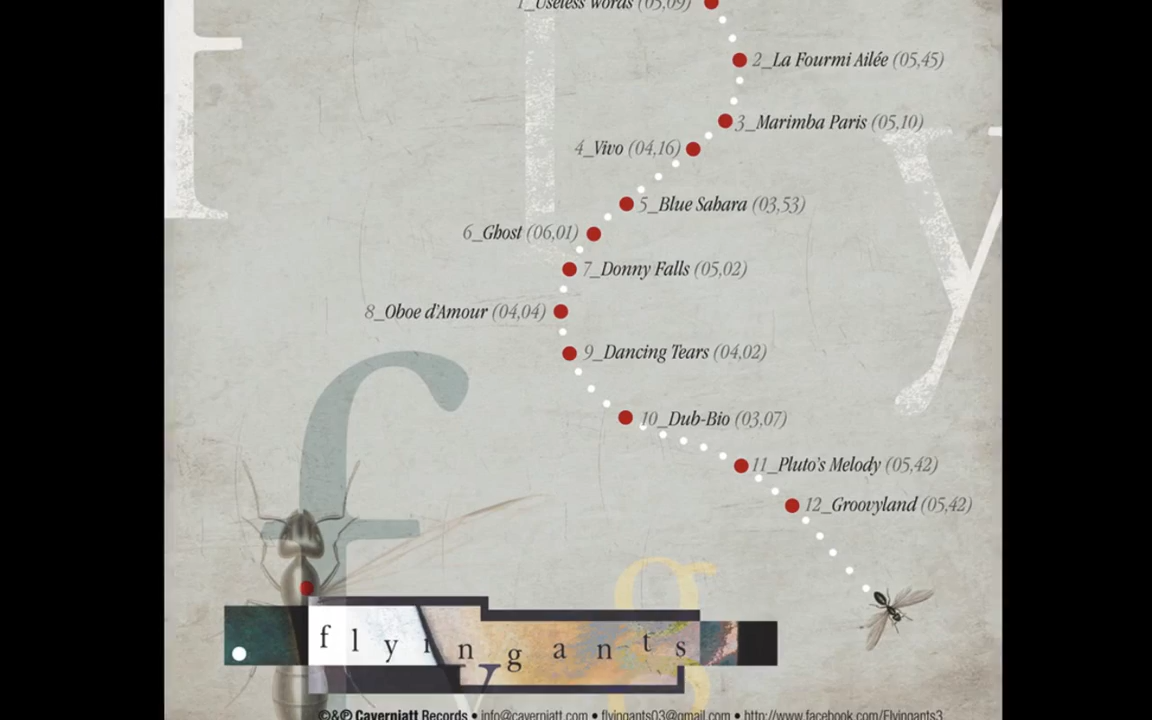 1_Useless words (05,09)
2_La Fourmi Ailée (05,45)
3_Marimba Paris (05,10)
4_Vivo (04,16)
5_Blue Sahara (03,53)
6_Ghost (06,01)
7_Donny Falls (05,02)
8_Oboe d'Amour (04,04)
9_Dancing Tears (04,02)
10_Dub-Bio (03,07)
11_Pluto's Melody (05,42)
12_Groovyland (05,42)
f l y
f
g
flyingants
©&℗ Caverniatt Records • info@caverniatt.com • flyingants03@gmail.com • http://www.facebook.com/Flyingants3